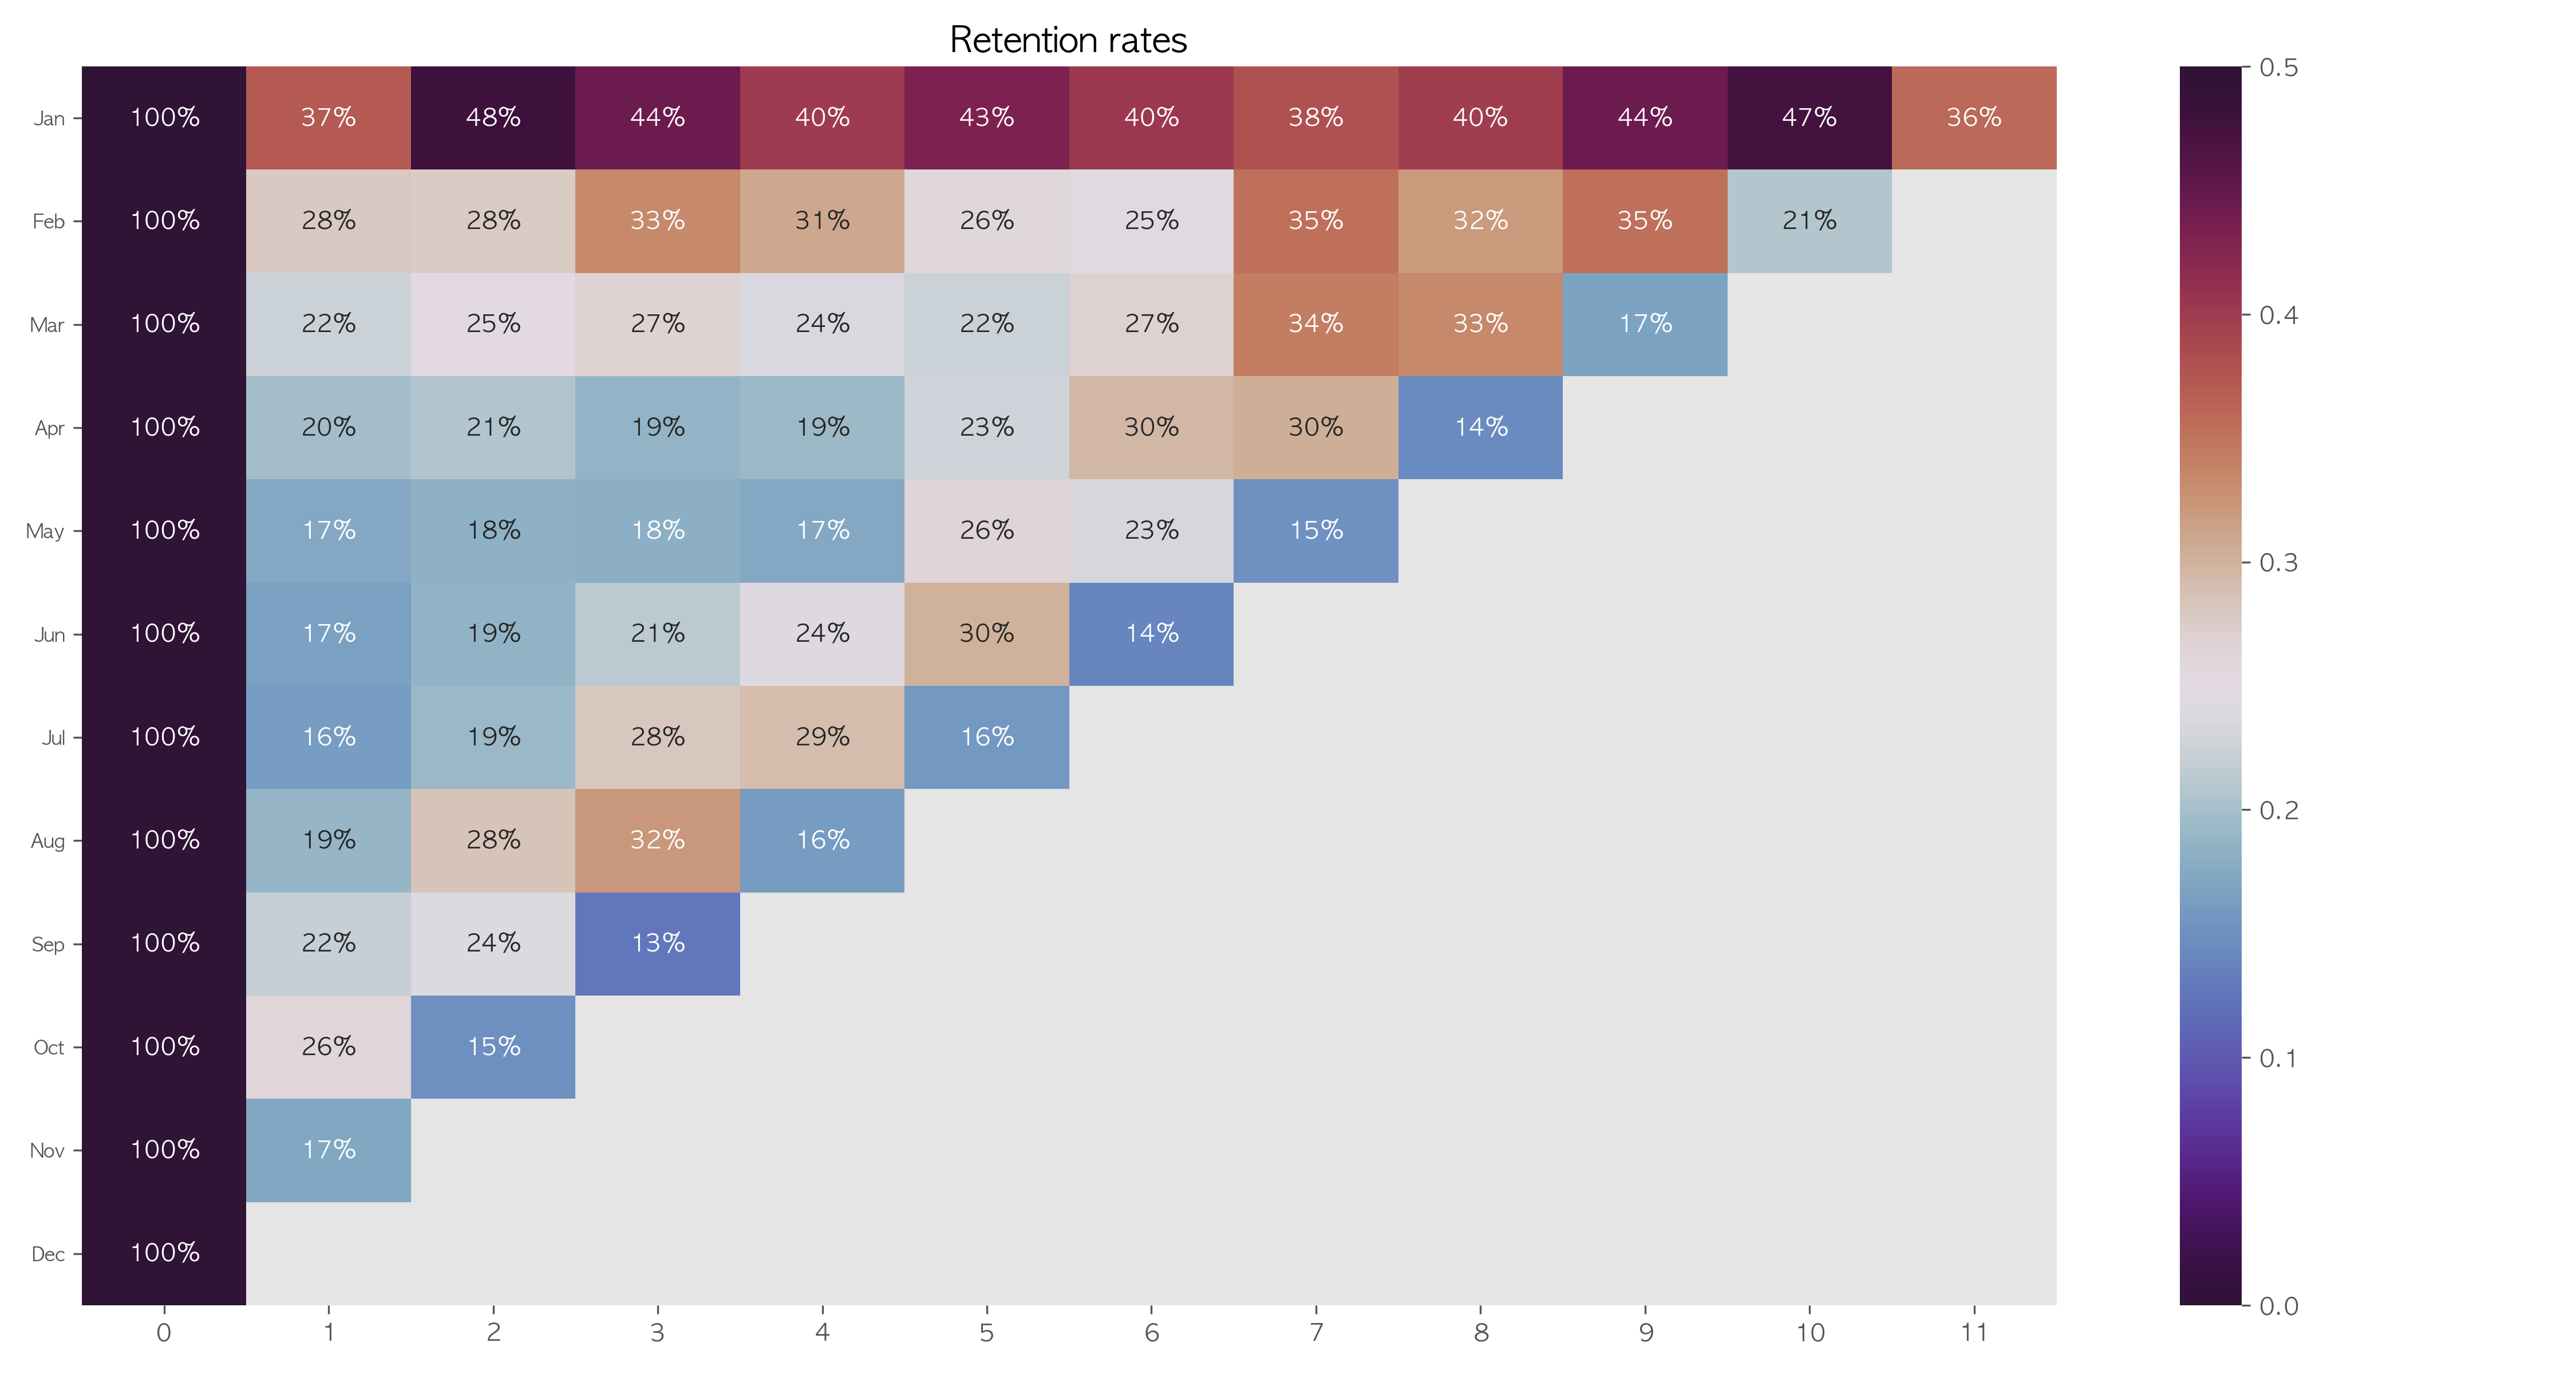 Retention rates
Jan 100% 37% 48% 44% 40% 43% 40% 38% 40% 44% 47% 36%
Feb 100% 28% 28% 33% 31% 26% 25% 35% 32% 35% 21%
Mar 100% 22% 25% 27% 24% 22% 27% 34% 33% 17%
Apr 100% 20% 21% 19% 19% 23% 30% 30% 14%
May 100% 17% 18% 18% 17% 26% 23% 15%
Jun 100% 17% 19% 21% 24% 30% 14%
Jul 100% 16% 19% 28% 29% 16%
Aug 100% 19% 28% 32% 16%
Sep 100% 22% 24% 13%
Oct 100% 26% 15%
Nov 100% 17%
Dec 100%
0 1 2 3 4 5 6 7 8 9 10 11
0.5
0.4
0.3
0.2
0.1
0.0